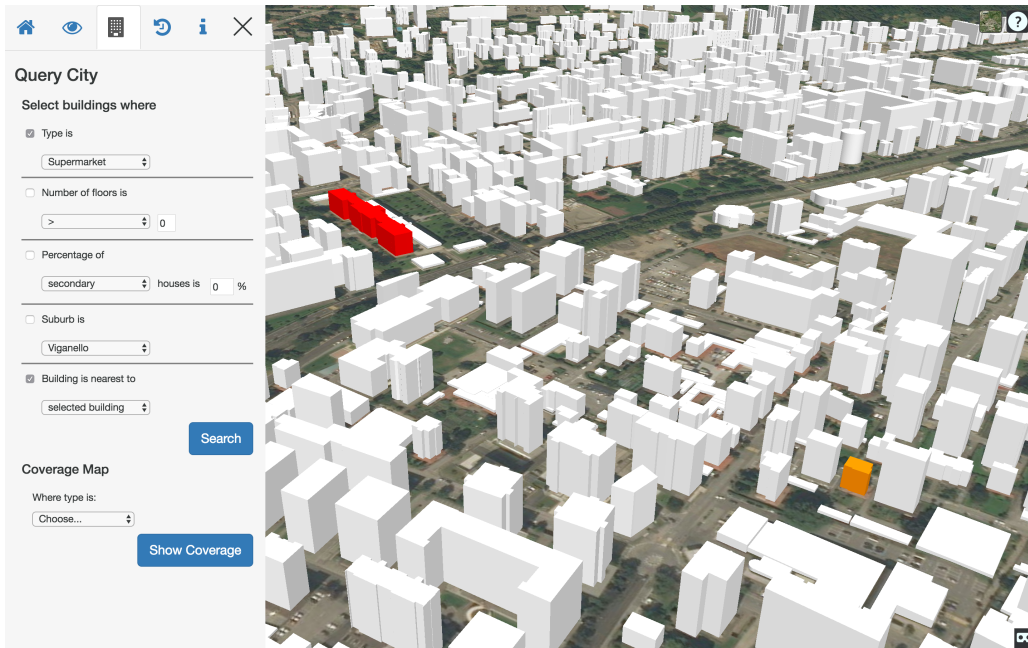 ?
Query City
Select buildings where
Type is
Supermarket
Number of floors is
> 0
Percentage of
secondary houses is 0 %
Suburb is
Viganello
Building is nearest to
selected building
Search
Coverage Map
Where type is:
Choose...
Show Coverage